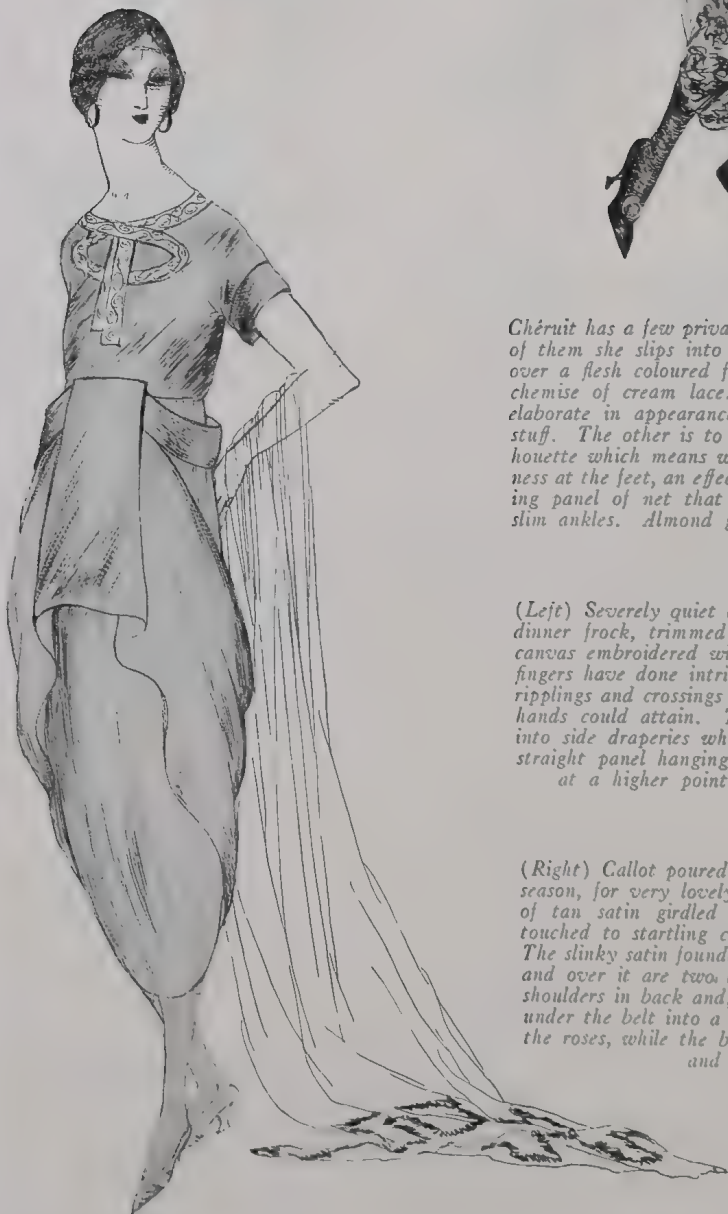 Chéruit has a few priva
of them she slips into
over a flesh coloured f
chemise of cream lace.
elaborate in appearanc
stuff. The other is to
houette which means w
ness at the feet, an effec
ing panel of net that
slim ankles. Almond g
(Left) Severely quiet
dinner frock, trimmed
canvas embroidered wi
fingers have done intri
ripplings and crossings
hands could attain. T
into side draperies wh
straight panel hanging
at a higher point
(Right) Callot poured
season, for very lovely
of tan satin girdled
touched to startling c
The slinky satin found
and over it are two
shoulders in back and
under the belt into a
the roses, while the b
and